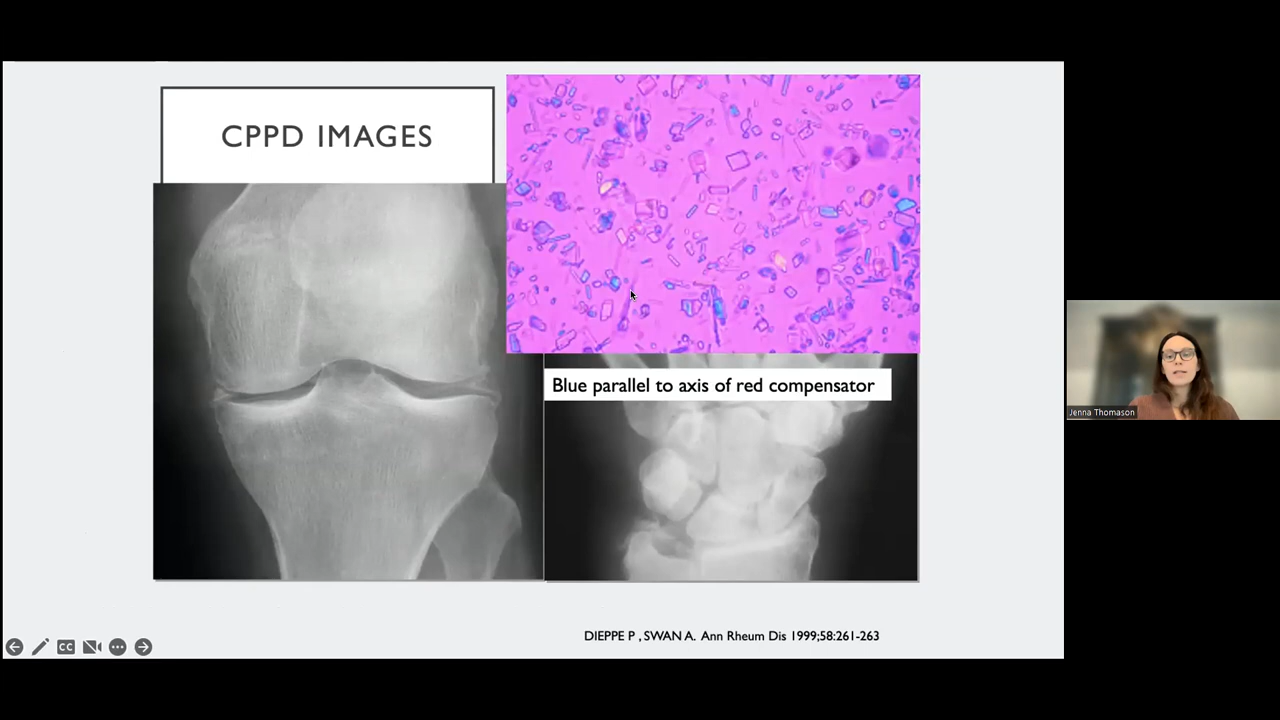 CPPD IMAGES
Blue parallel to axis of red compensator
DIEPPE P , SWAN A. Ann Rheum Dis 1999;58:261-263
CC
Jenna Thomason